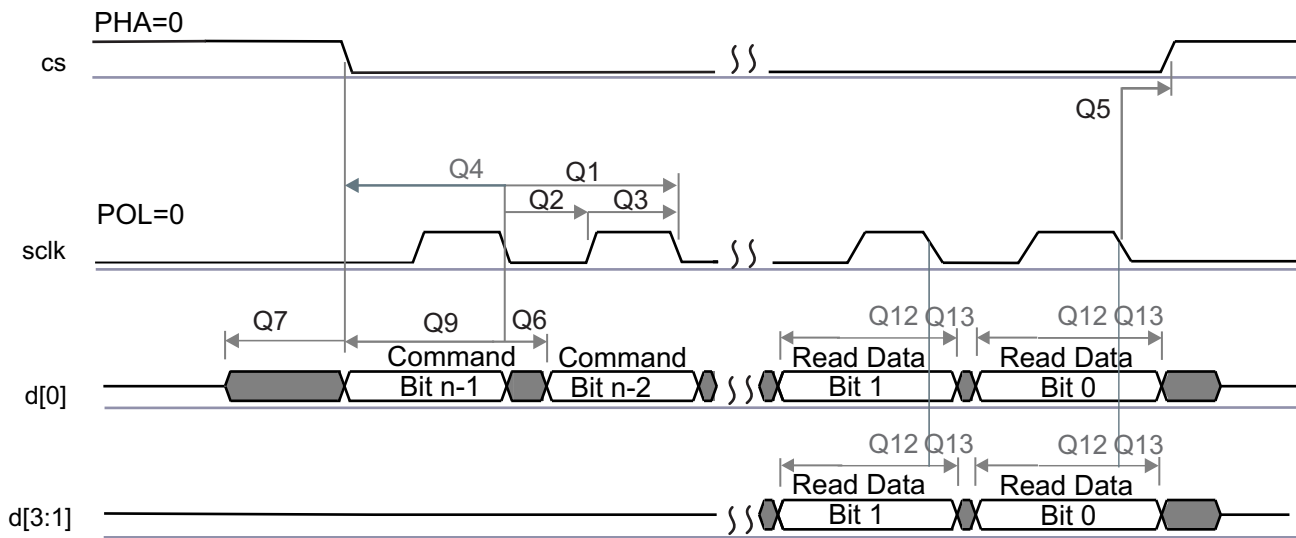 PHA=0
cs
Q5
Q4 Q1
Q2 Q3
POL=0
sclk
Q7 Q9 Q6 Q12 Q13 Q12 Q13
Command Command Read Data Read Data
d[0] Bit n-1 Bit n-2 Bit 1 Bit 0
Q12 Q13 Q12 Q13
Read Data Read Data
d[3:1] Bit 1 Bit 0